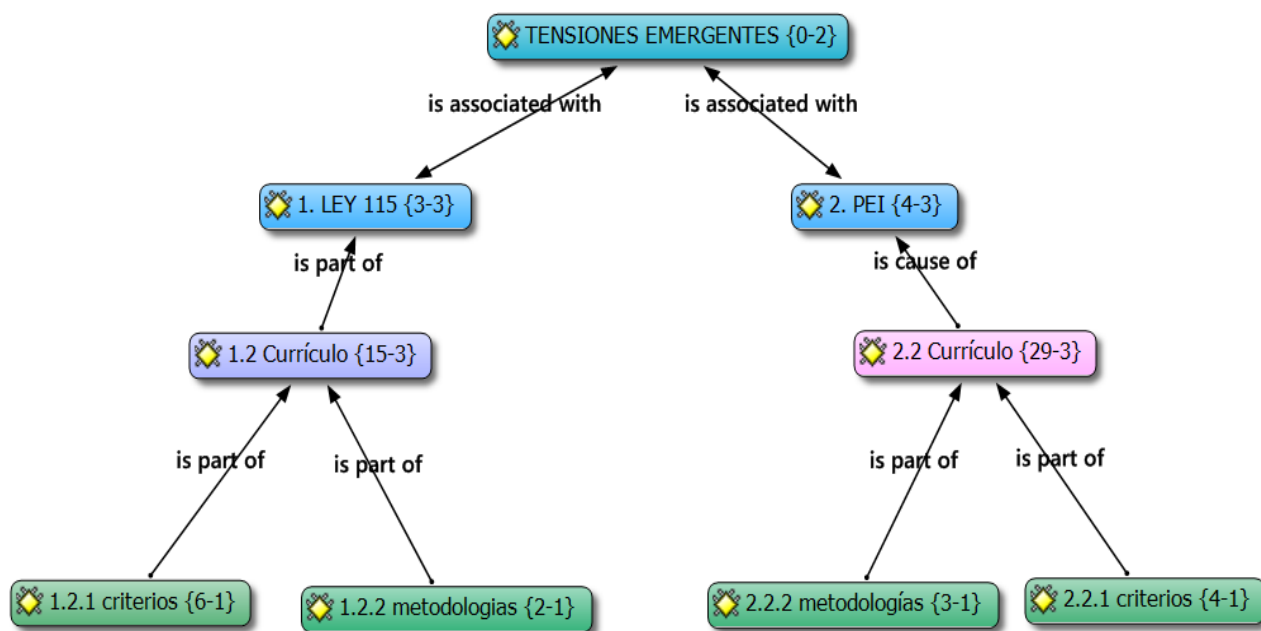 TENSIONES EMERGENTES {0-2}
is associated with
is associated with
1. LEY 115 {3-3}
2. PEI {4-3}
is part of
is cause of
1.2 Currículo {15-3}
2.2 Currículo {29-3}
is part of
is part of
is part of
is part of
1.2.1 criterios {6-1}
1.2.2 metodologias {2-1}
2.2.2 metodologías {3-1}
2.2.1 criterios {4-1}